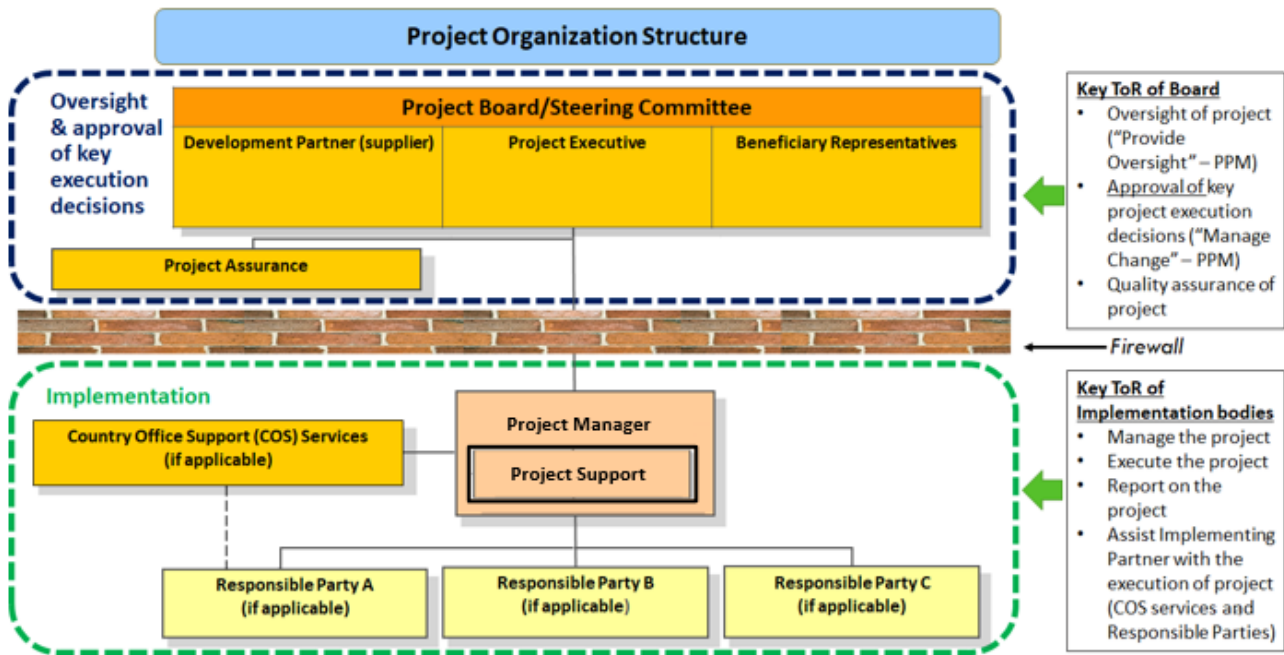 Project Organization Structure
Oversight
& approval
of key
execution
decisions
Project Board/Steering Committee
Development Partner (supplier)
Project Executive
Beneficiary Representatives
Project Assurance
Key ToR of Board
• Oversight of project
("Provide
Oversight" – PPM)
• Approval of key
project execution
decisions ("Manage
Change" – PPM)
• Quality assurance of
project
Firewall
Implementation
Country Office Support (COS) Services
(if applicable)
Project Manager
Project Support
Responsible Party A
(if applicable)
Responsible Party B
(if applicable)
Responsible Party C
(if applicable)
Key ToR of
Implementation bodies
• Manage the project
• Execute the project
• Report on the
project
• Assist Implementing
Partner with the
execution of project
(COS services and
Responsible Parties)